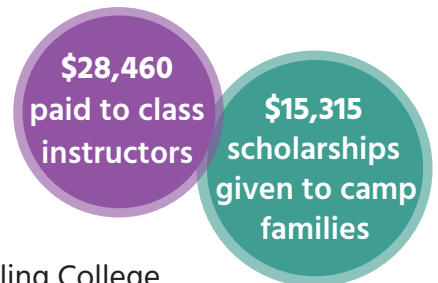 $28,460
paid to class
instructors
$15,315
scholarships
given to camp
families
College